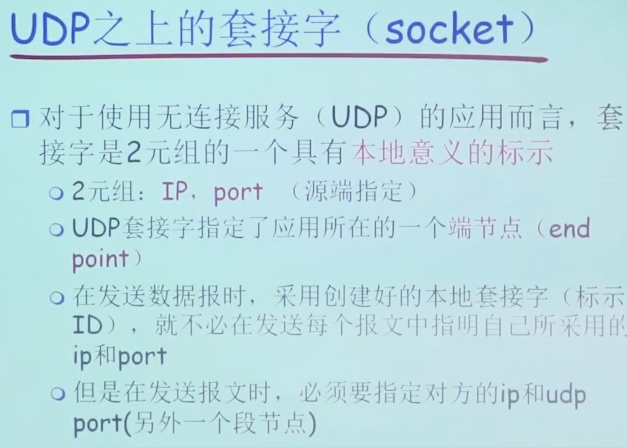 UDP之上的套接字（socket）
对于使用无连接服务（UDP）的应用而言，套
接字是2元组的一个具有本地意义的标示
2元组：IP，port （源端指定）
UDP套接字指定了应用所在的一个端节点（end
point）
在发送数据报时，采用创建好的本地套接字（标示
ID），就不必在发送每个报文中指明自己所采用的
ip和port
但是在发送报文时，必须要指定对方的ip和udp
port(另外一个段节点)